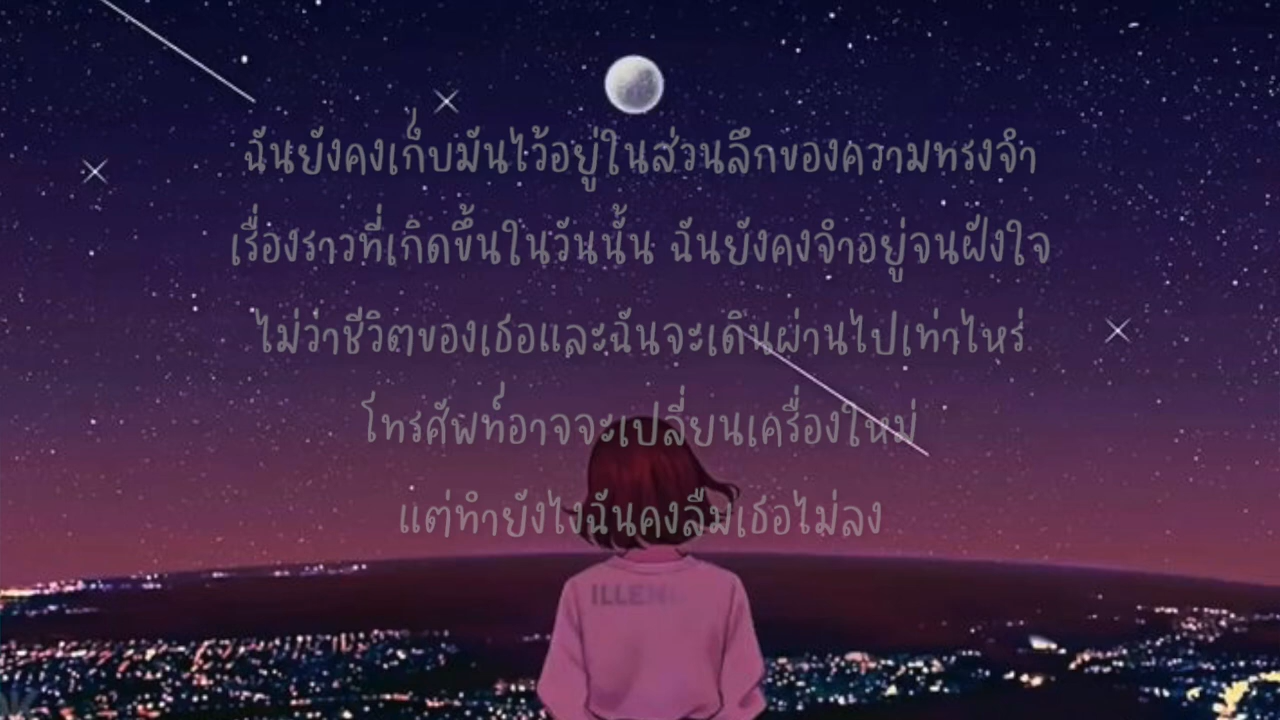 ฉันยังคงเก็บมันไว้อยู่ในส่วนลึกของความทรงจำ
เรื่องราวที่เกิดขึ้นในวันนั้น ฉันยังคงจำอยู่จนฝังใจ
ไม่ว่าชีวิตของเธอและฉันจะเดินผ่านไปเท่าไหร่
โทรศัพท์อาจจะเปลี่ยนเครื่องใหม่
แต่ทำยังไงฉันคงลืมเธอไม่ลง